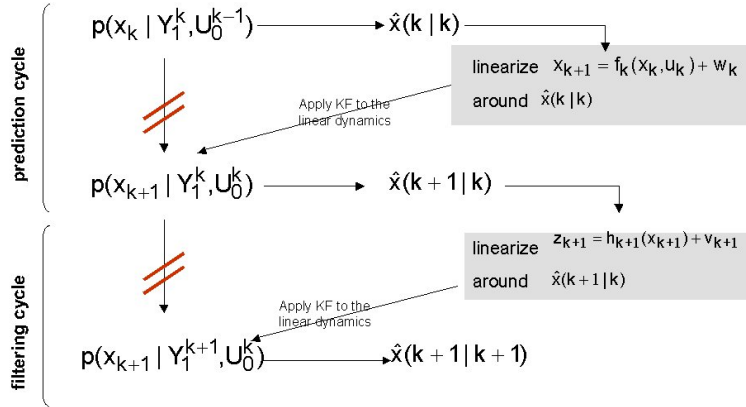 p(x_k | Y_1^k, U_0^{k-1})
x̂(k | k)
linearize x_{k+1} = f_k(x_k, u_k) + w_k
around x̂(k | k)
prediction cycle
Apply KF to the
linear dynamics
p(x_{k+1} | Y_1^k, U_0^k)
x̂(k + 1 | k)
linearize z_{k+1} = h_{k+1}(x_{k+1}) + v_{k+1}
around x̂(k + 1 | k)
filtering cycle
Apply KF to the
linear dynamics
p(x_{k+1} | Y_1^{k+1}, U_0^k)
x̂(k + 1 | k + 1)